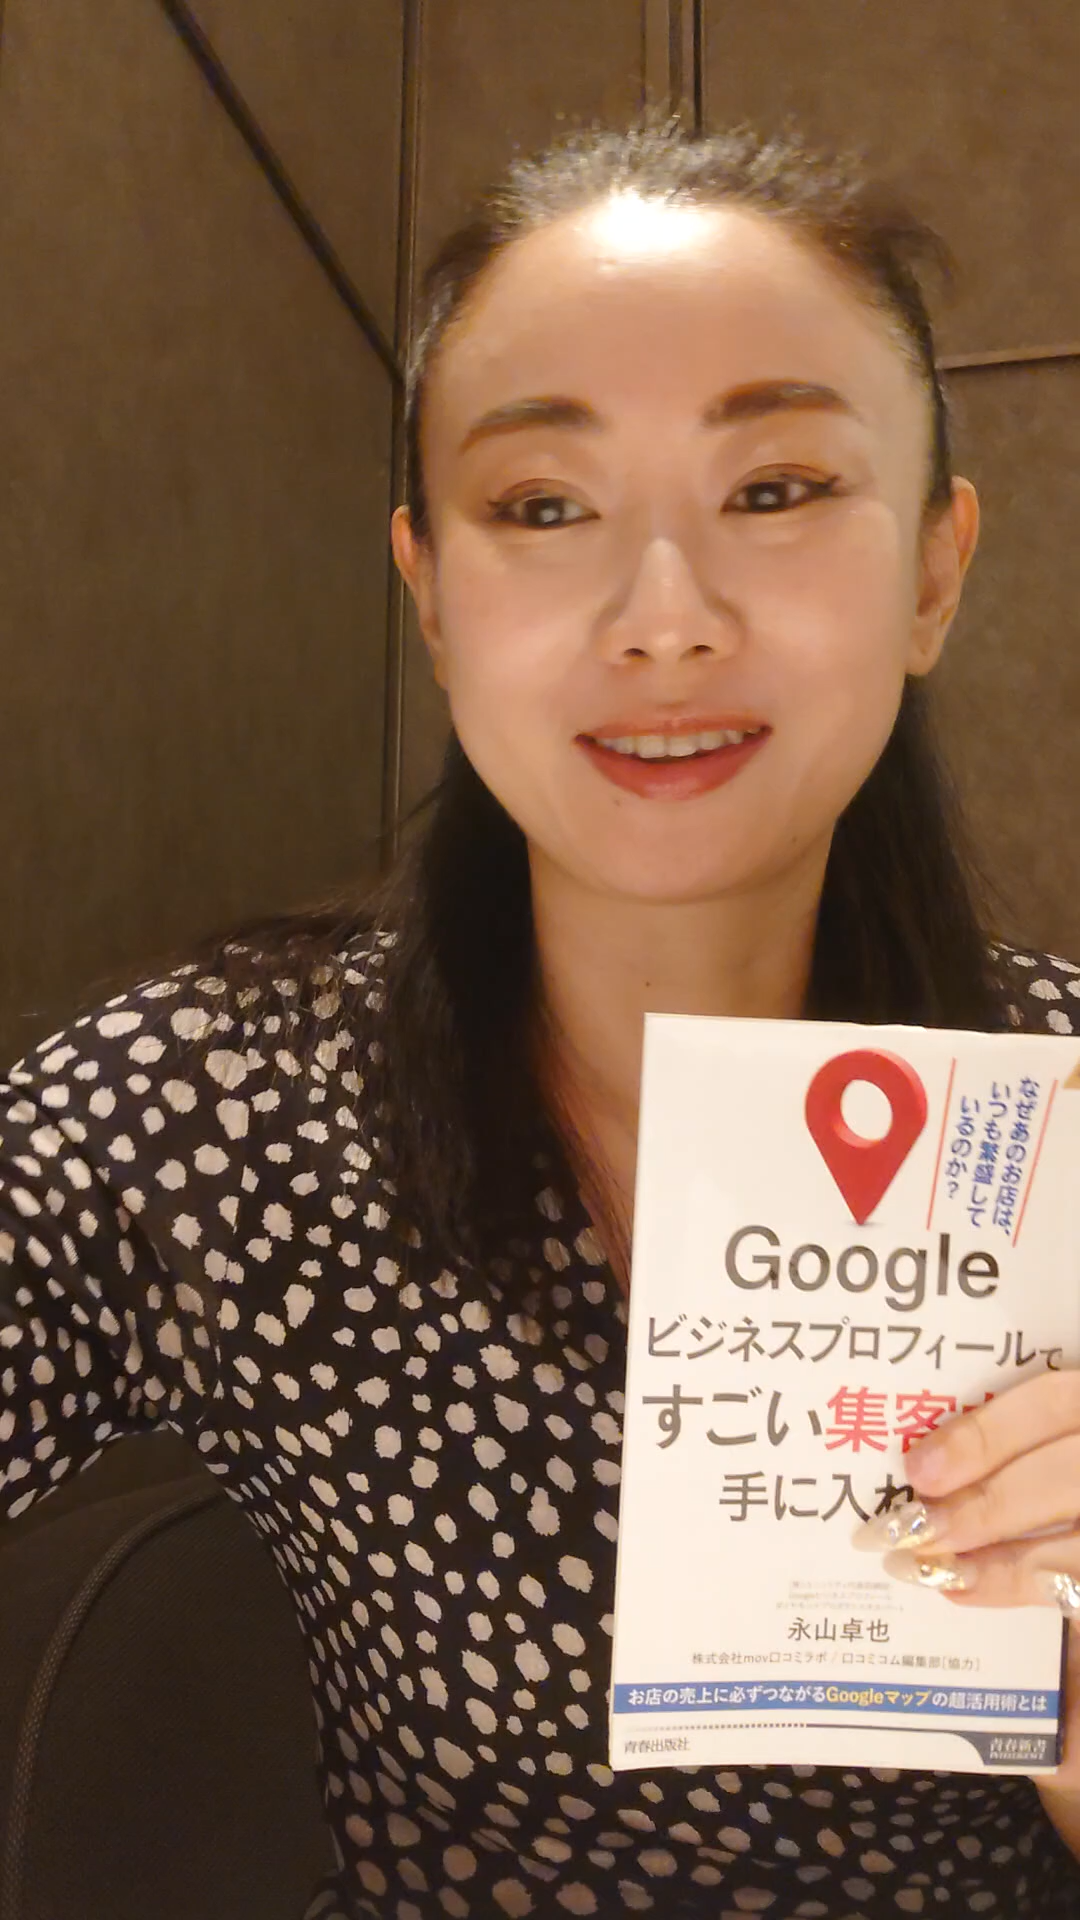 なぜあのお店は、
いつも繁盛して
いるのか?
Google
ビジネスプロフィールで
すごい集客
手に入れ
永山卓也
株式会社mov口コミラボ / 口コミコム編集部[協力]
お店の売上に必ずつながるGoogleマップの超活用術とは
青春出版社
青春新書
INTELLIGENCE